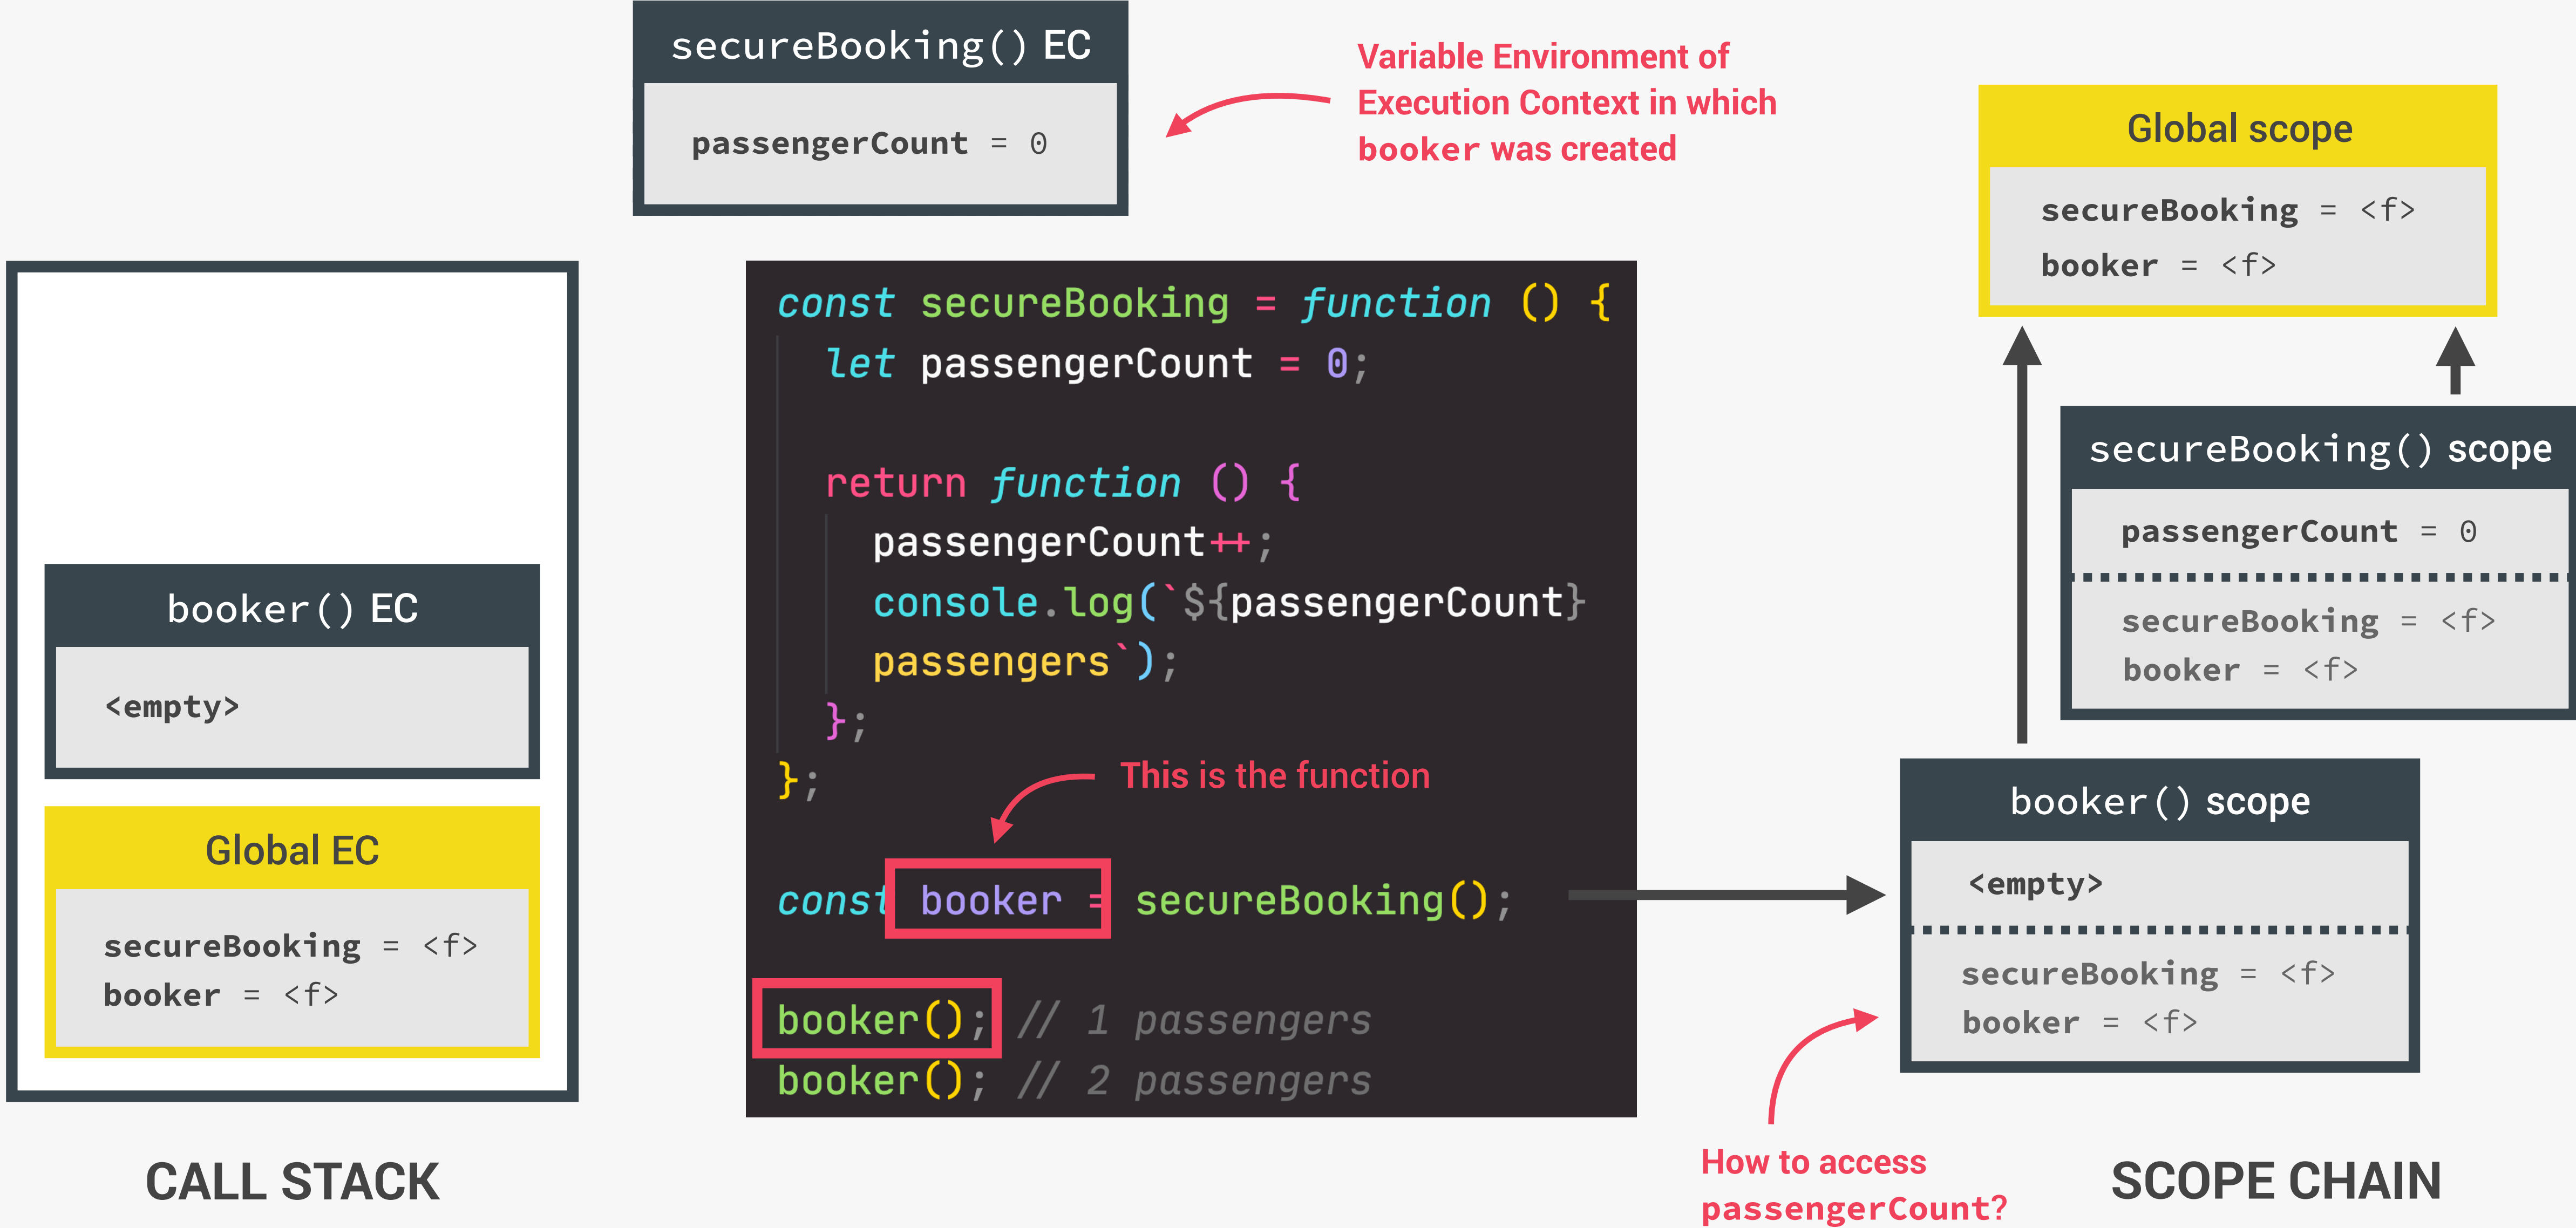 secureBooking() EC
passengerCount = 0
Variable Environment of
Execution Context in which
booker was created
booker() EC
<empty>
Global EC
secureBooking = <f>
booker = <f>
CALL STACK
const secureBooking = function () {
let passengerCount = 0;
return function () {
passengerCount++;
console.log(`${passengerCount}
passengers`);
};
};
This is the function
const booker = secureBooking();
booker(); // 1 passengers
booker(); // 2 passengers
Global scope
secureBooking = <f>
booker = <f>
secureBooking() scope
passengerCount = 0
secureBooking = <f>
booker = <f>
booker() scope
<empty>
secureBooking = <f>
booker = <f>
How to access
passengerCount?
SCOPE CHAIN